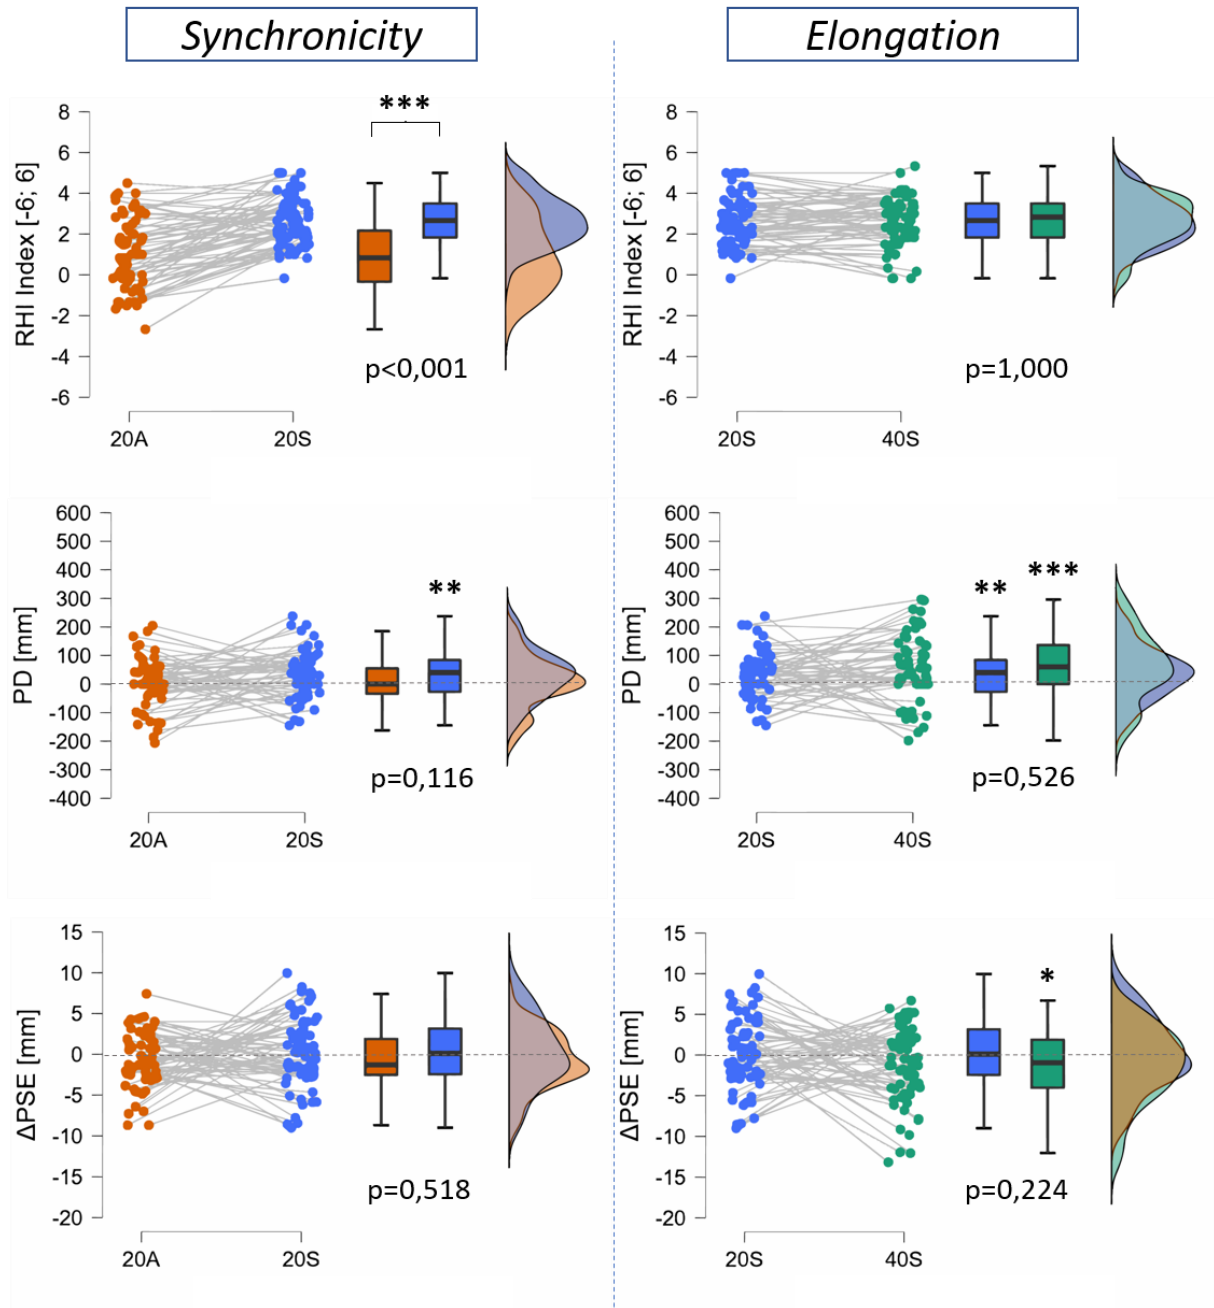 Synchronicity
Elongation
RHI Index [-6; 6]
8
6
4
2
0
-2
-4
-6
***
p<0,001
20A
20S
RHI Index [-6; 6]
8
6
4
2
0
-2
-4
-6
p=1,000
20S
40S
PD [mm]
600
500
400
300
200
100
0
-100
-200
-300
-400
**
p=0,116
20A
20S
PD [mm]
600
500
400
300
200
100
0
-100
-200
-300
-400
**
***
p=0,526
20S
40S
ΔPSE [mm]
15
10
5
0
-5
-10
-15
-20
p=0,518
20A
20S
ΔPSE [mm]
15
10
5
0
-5
-10
-15
-20
*
p=0,224
20S
40S